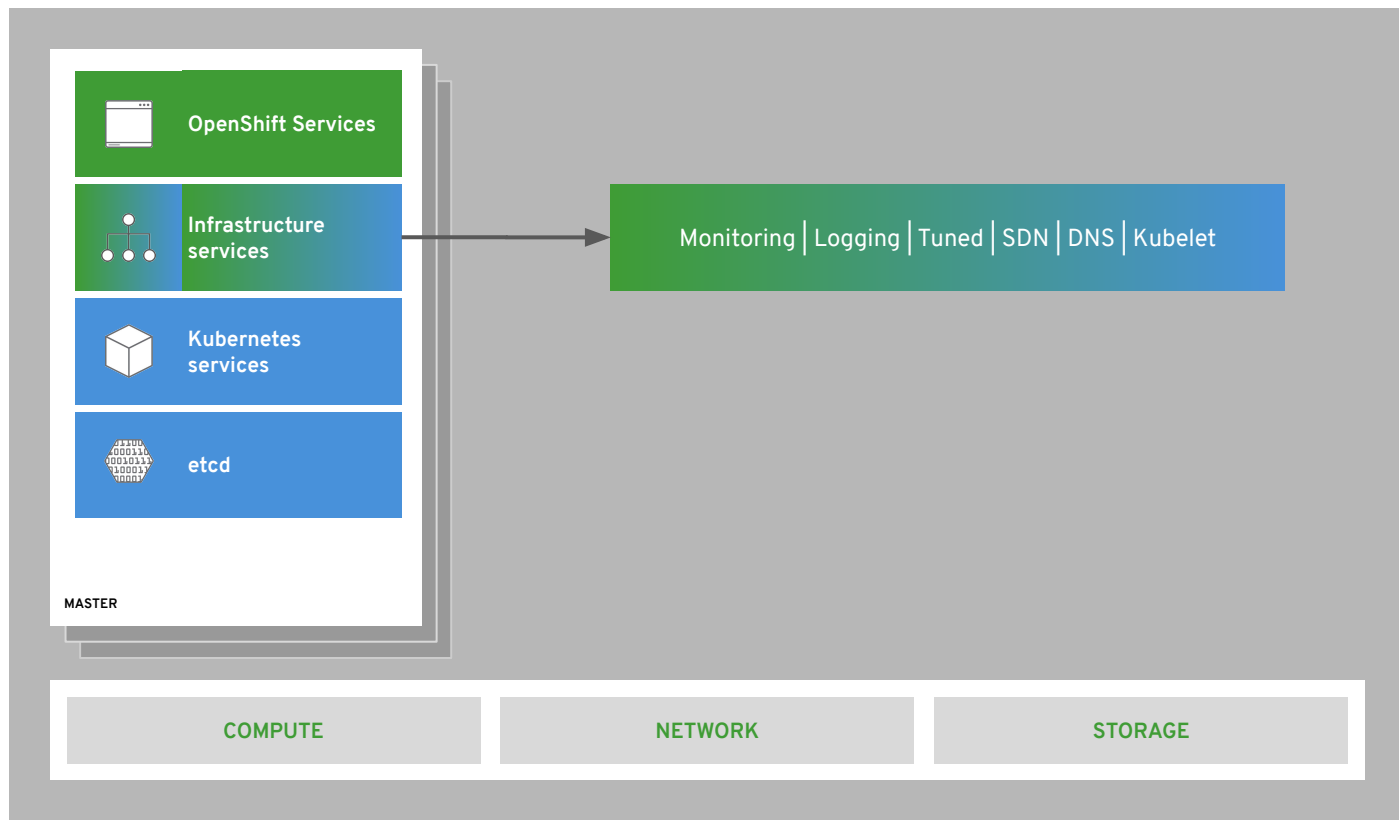 OpenShift Services
Infrastructure
services
Monitoring | Logging | Tuned | SDN | DNS | Kubelet
Kubernetes
services
etcd
MASTER
COMPUTE
NETWORK
STORAGE